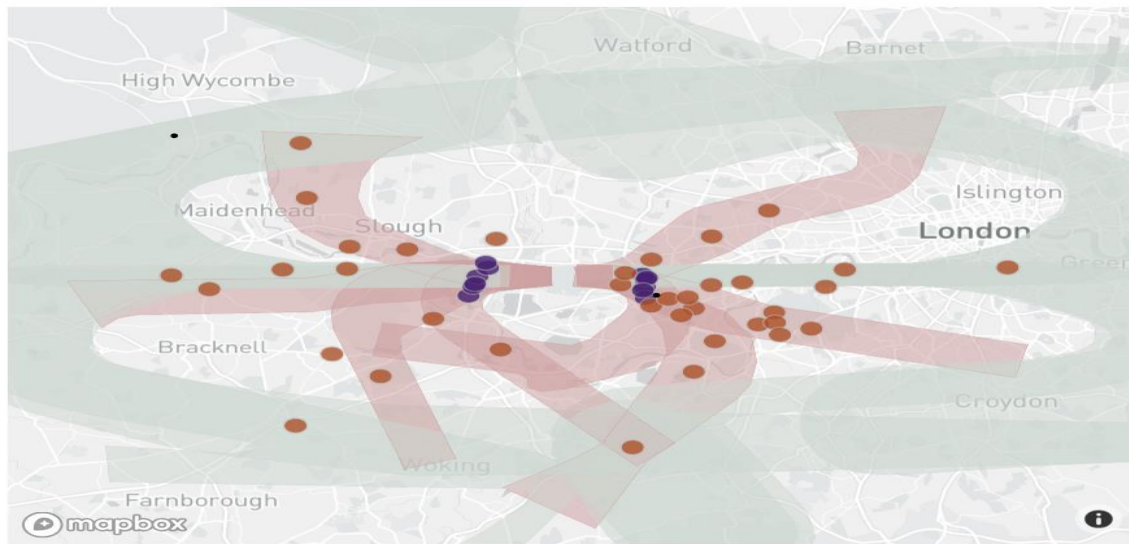 Watford
Barnet
High Wycombe
Islington
Maidenhead
Slough
London
Green
Bracknell
Croydon
Woking
Farnborough
mapbox
i